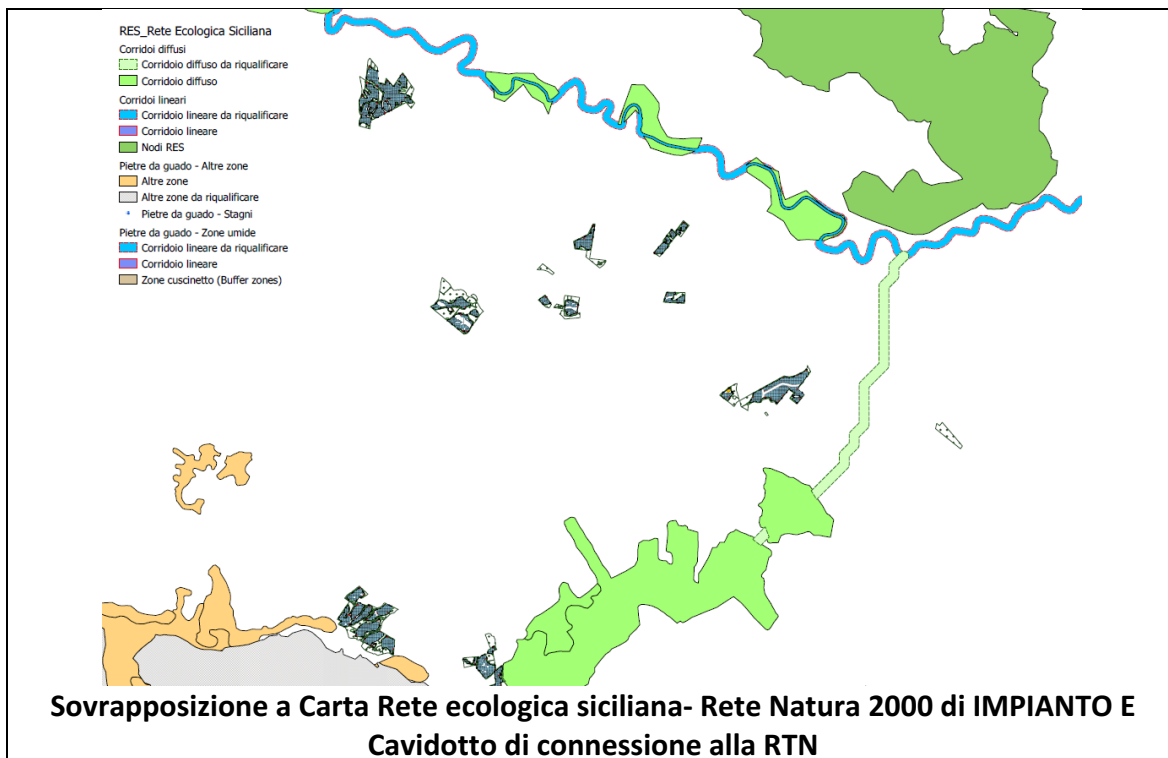 RES_Rete Ecologica Siciliana
Corridoi diffusi
Corridoio diffuso da riqualificare
Corridoio diffuso
Corridoi lineari
Corridoio lineare da riqualificare
Corridoio lineare
Nodi RES
Pietre da guado - Altre zone
Altre zone
Altre zone da riqualificare
Pietre da guado - Stagni
Pietre da guado - Zone umide
Corridoio lineare da riqualificare
Corridoio lineare
Zone cuscinetto (Buffer zones)
Sovrapposizione a Carta Rete ecologica siciliana- Rete Natura 2000 di IMPIANTO E
Cavidotto di connessione alla RTN